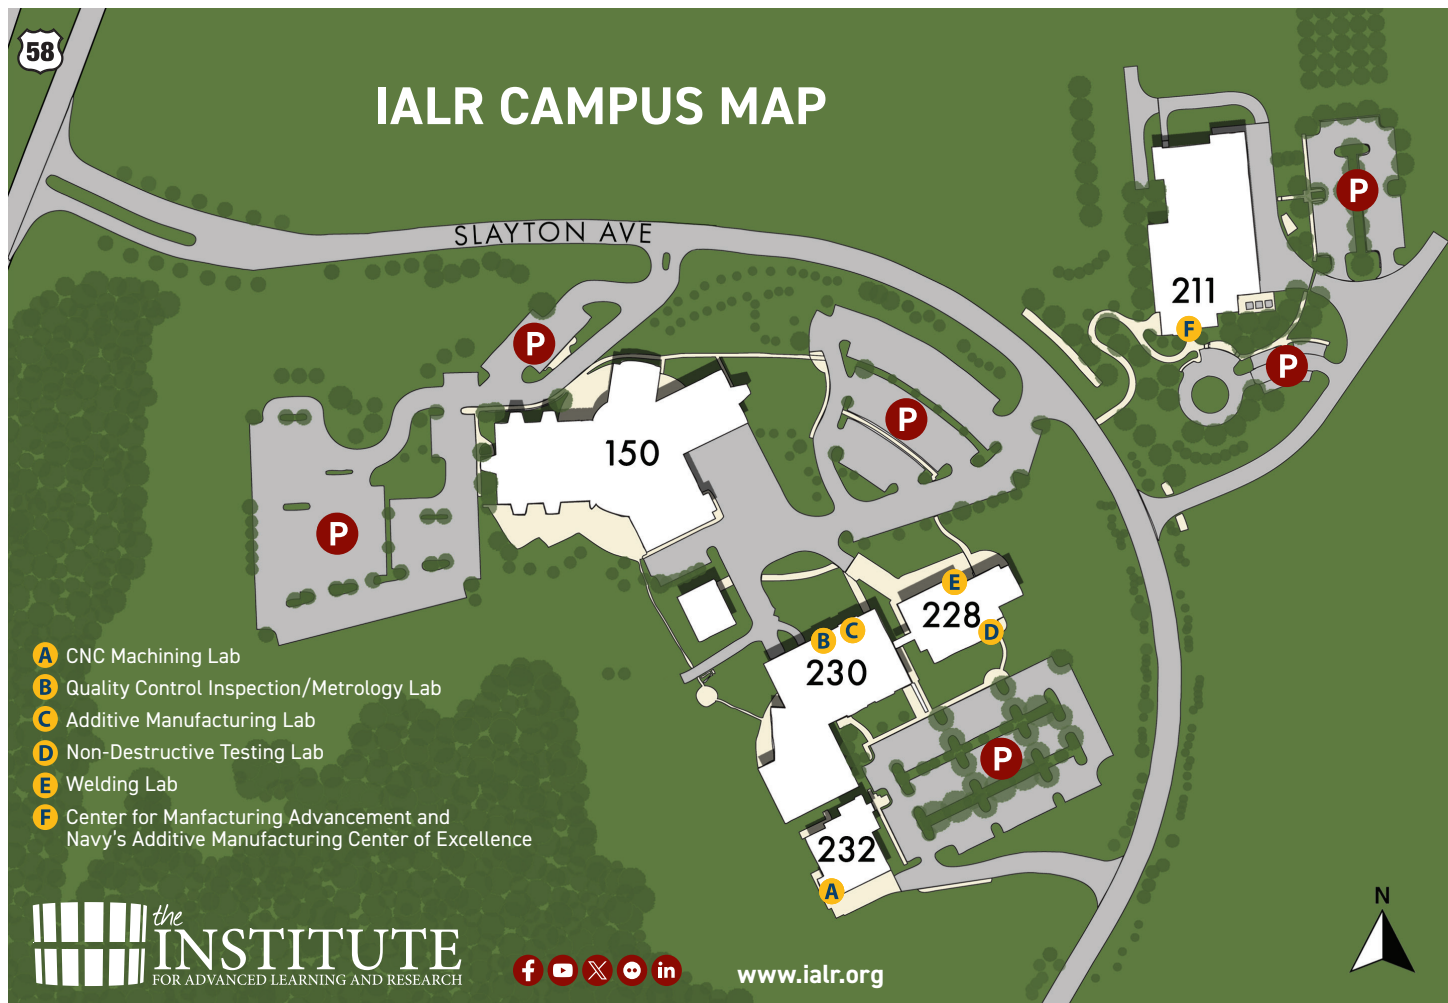 58
IALR CAMPUS MAP
SLAYTON AVE
P
211
F
P
P
P
150
P
E
228
D
B
C
230
P
232
A
A CNC Machining Lab
B Quality Control Inspection/Metrology Lab
C Additive Manufacturing Lab
D Non-Destructive Testing Lab
E Welding Lab
F Center for Manfacturing Advancement and
Navy's Additive Manufacturing Center of Excellence
the
INSTITUTE
FOR ADVANCED LEARNING AND RESEARCH
www.ialr.org
N